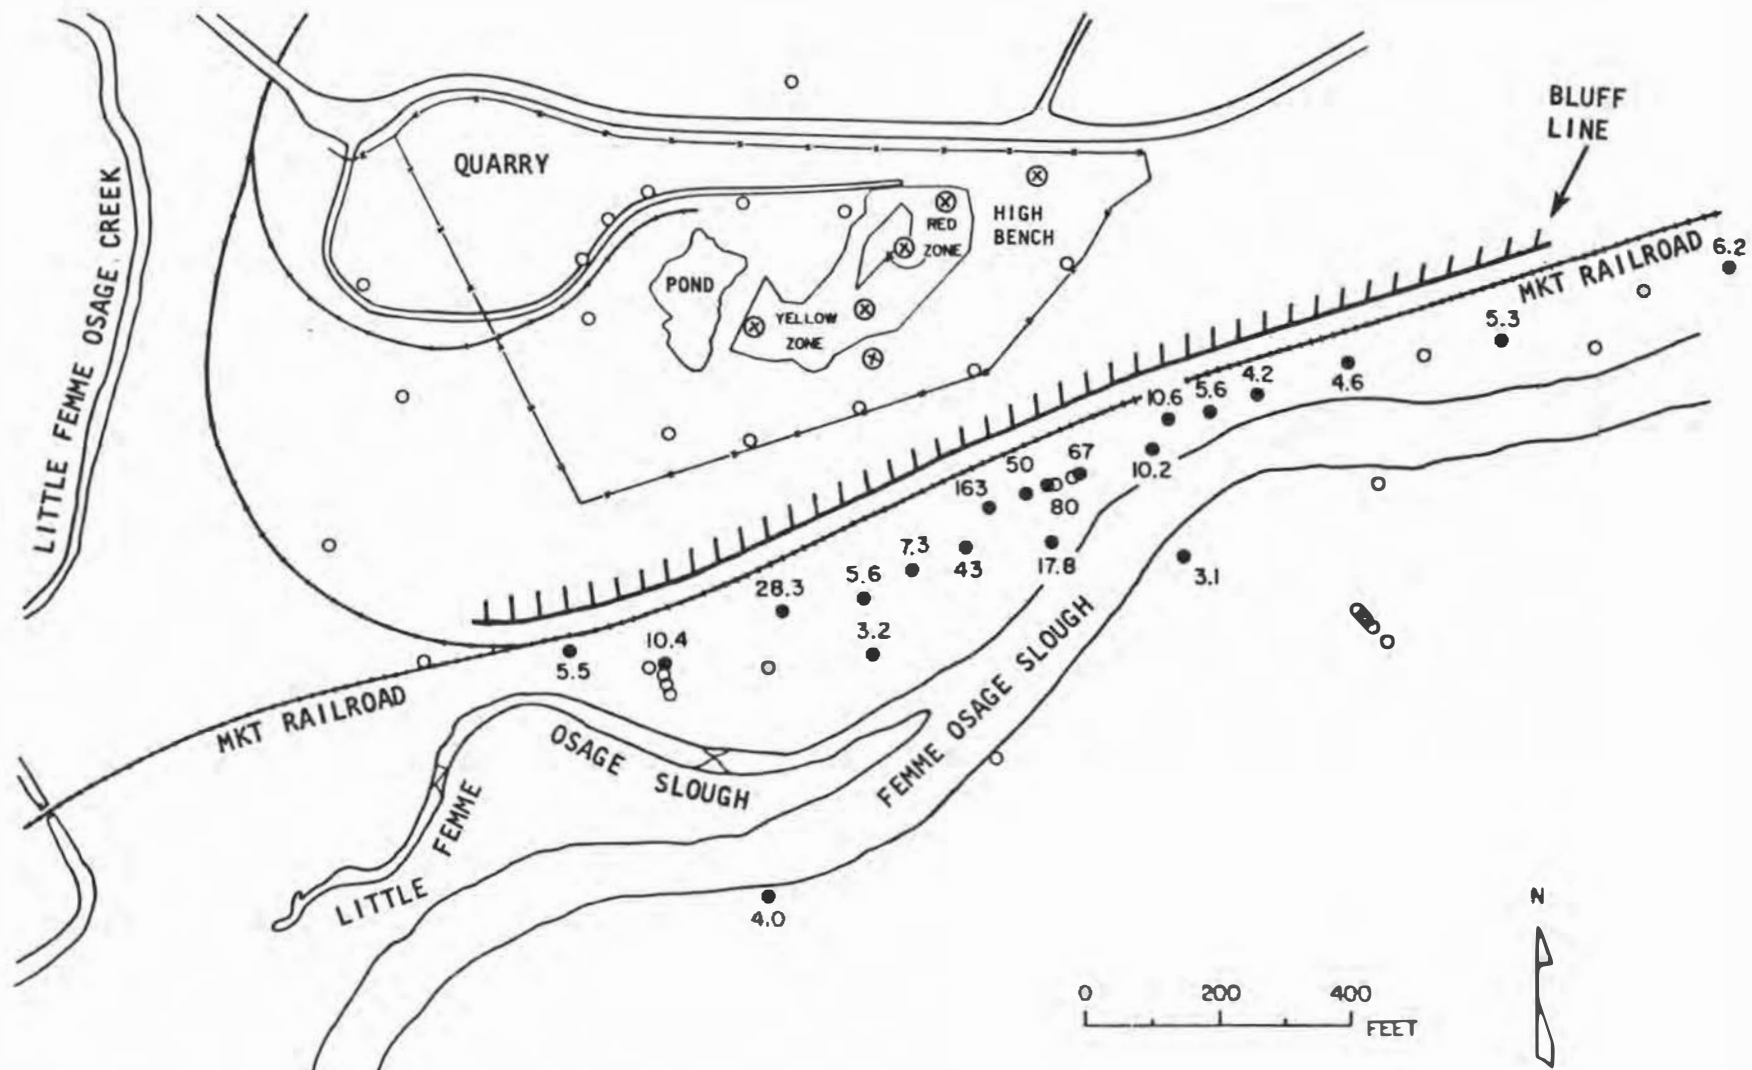 BLUFF
LINE
QUARRY
HIGH
BENCH
RED
ZONE
POND
YELLOW
ZONE
LITTLE FEMME OSAGE CREEK
MKT RAILROAD
6.2
5.3
4.6
4.2
5.6
10.6
10.2
67
50
80
163
17.8
43
7.3
5.6
3.2
28.3
10.4
5.5
3.1
MKT RAILROAD
OSAGE SLOUGH
LITTLE FEMME
FEMME OSAGE SLOUGH
4.0
N
0 200 400
FEET